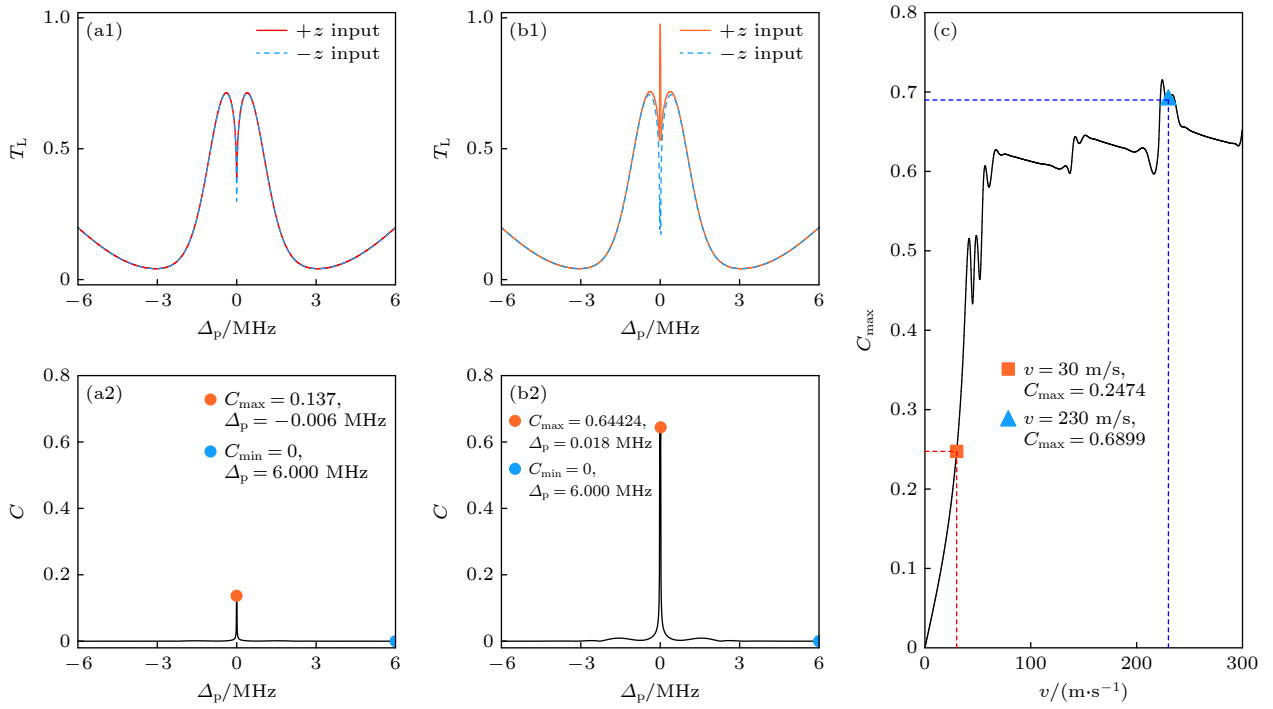 (a1)
+z input
−z input
1.0
0.5
0
T_L
−6
−3
0
3
6
Δ_p/MHz
(b1)
+z input
−z input
1.0
0.5
0
T_L
−6
−3
0
3
6
Δ_p/MHz
(a2)
C_max = 0.137,
Δ_p = −0.006 MHz
C_min = 0,
Δ_p = 6.000 MHz
0.8
0.6
0.4
0.2
0
C
−6
−3
0
3
6
Δ_p/MHz
(b2)
C_max = 0.64424,
Δ_p = 0.018 MHz
C_min = 0,
Δ_p = 6.000 MHz
0.8
0.6
0.4
0.2
0
C
−6
−3
0
3
6
Δ_p/MHz
(c)
0.8
0.7
0.6
0.5
0.4
0.3
0.2
0.1
0
C_max
v = 30 m/s,
C_max = 0.2474
v = 230 m/s,
C_max = 0.6899
0
100
200
300
v/(m·s⁻¹)